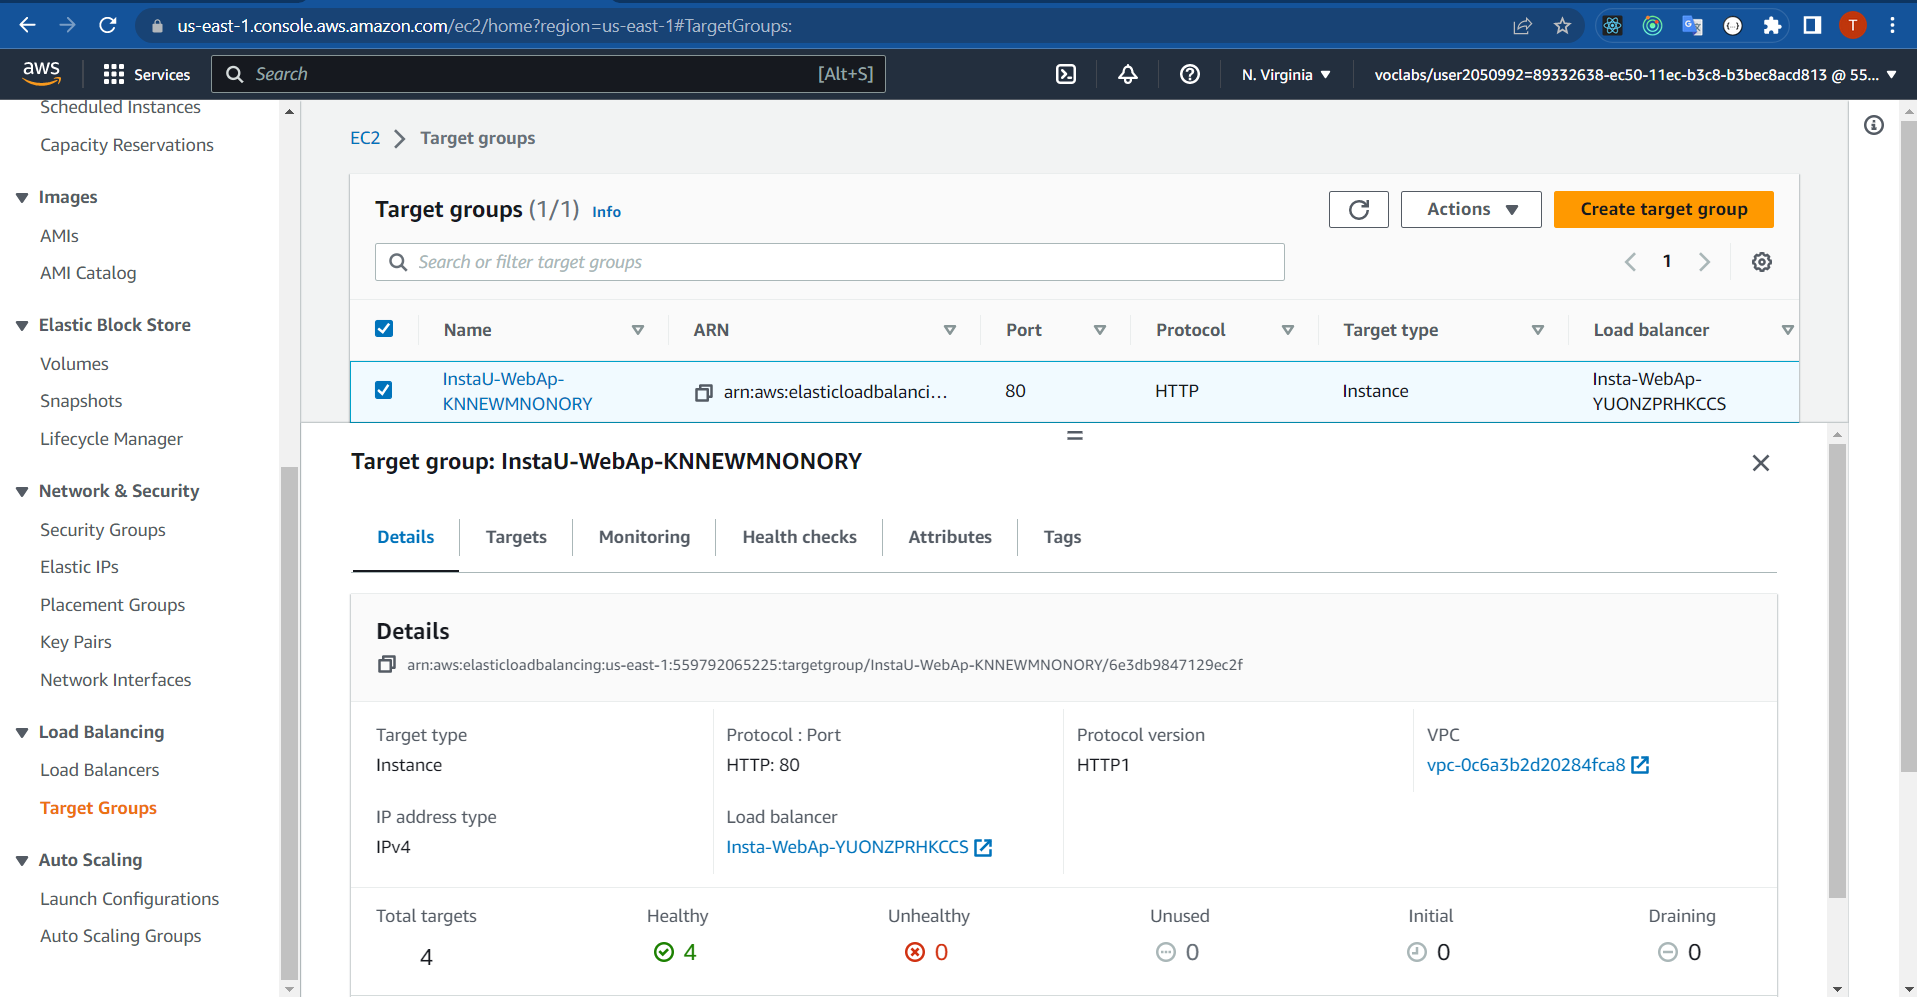 us-east-1.console.aws.amazon.com/ec2/home?region=us-east-1#TargetGroups:
T
aws
Services
Search [Alt+S]
N. Virginia
voclabs/user2050992=89332638-ec50-11ec-b3c8-b3bec8acd813 @ 55...
Scheduled Instances
Capacity Reservations
Images
AMIs
AMI Catalog
Elastic Block Store
Volumes
Snapshots
Lifecycle Manager
Network & Security
Security Groups
Elastic IPs
Placement Groups
Key Pairs
Network Interfaces
Load Balancing
Load Balancers
Target Groups
Auto Scaling
Launch Configurations
Auto Scaling Groups
EC2 > Target groups
Target groups (1/1) Info
Actions
Create target group
Search or filter target groups
1
Name ARN Port Protocol Target type Load balancer
InstaU-WebAp-
KNNEWMNONORY
arn:aws:elasticloadbalanci...
80
HTTP
Instance
Insta-WebAp-
YUONZPRHKCCS
Target group: InstaU-WebAp-KNNEWMNONORY
Details Targets Monitoring Health checks Attributes Tags
Details
arn:aws:elasticloadbalancing:us-east-1:559792065225:targetgroup/InstaU-WebAp-KNNEWMNONORY/6e3db9847129ec2f
Target type
Instance
Protocol : Port
HTTP: 80
Protocol version
HTTP1
VPC
vpc-0c6a3b2d20284fca8
IP address type
IPv4
Load balancer
Insta-WebAp-YUONZPRHKCCS
Total targets
4
Healthy
4
Unhealthy
0
Unused
0
Initial
0
Draining
0